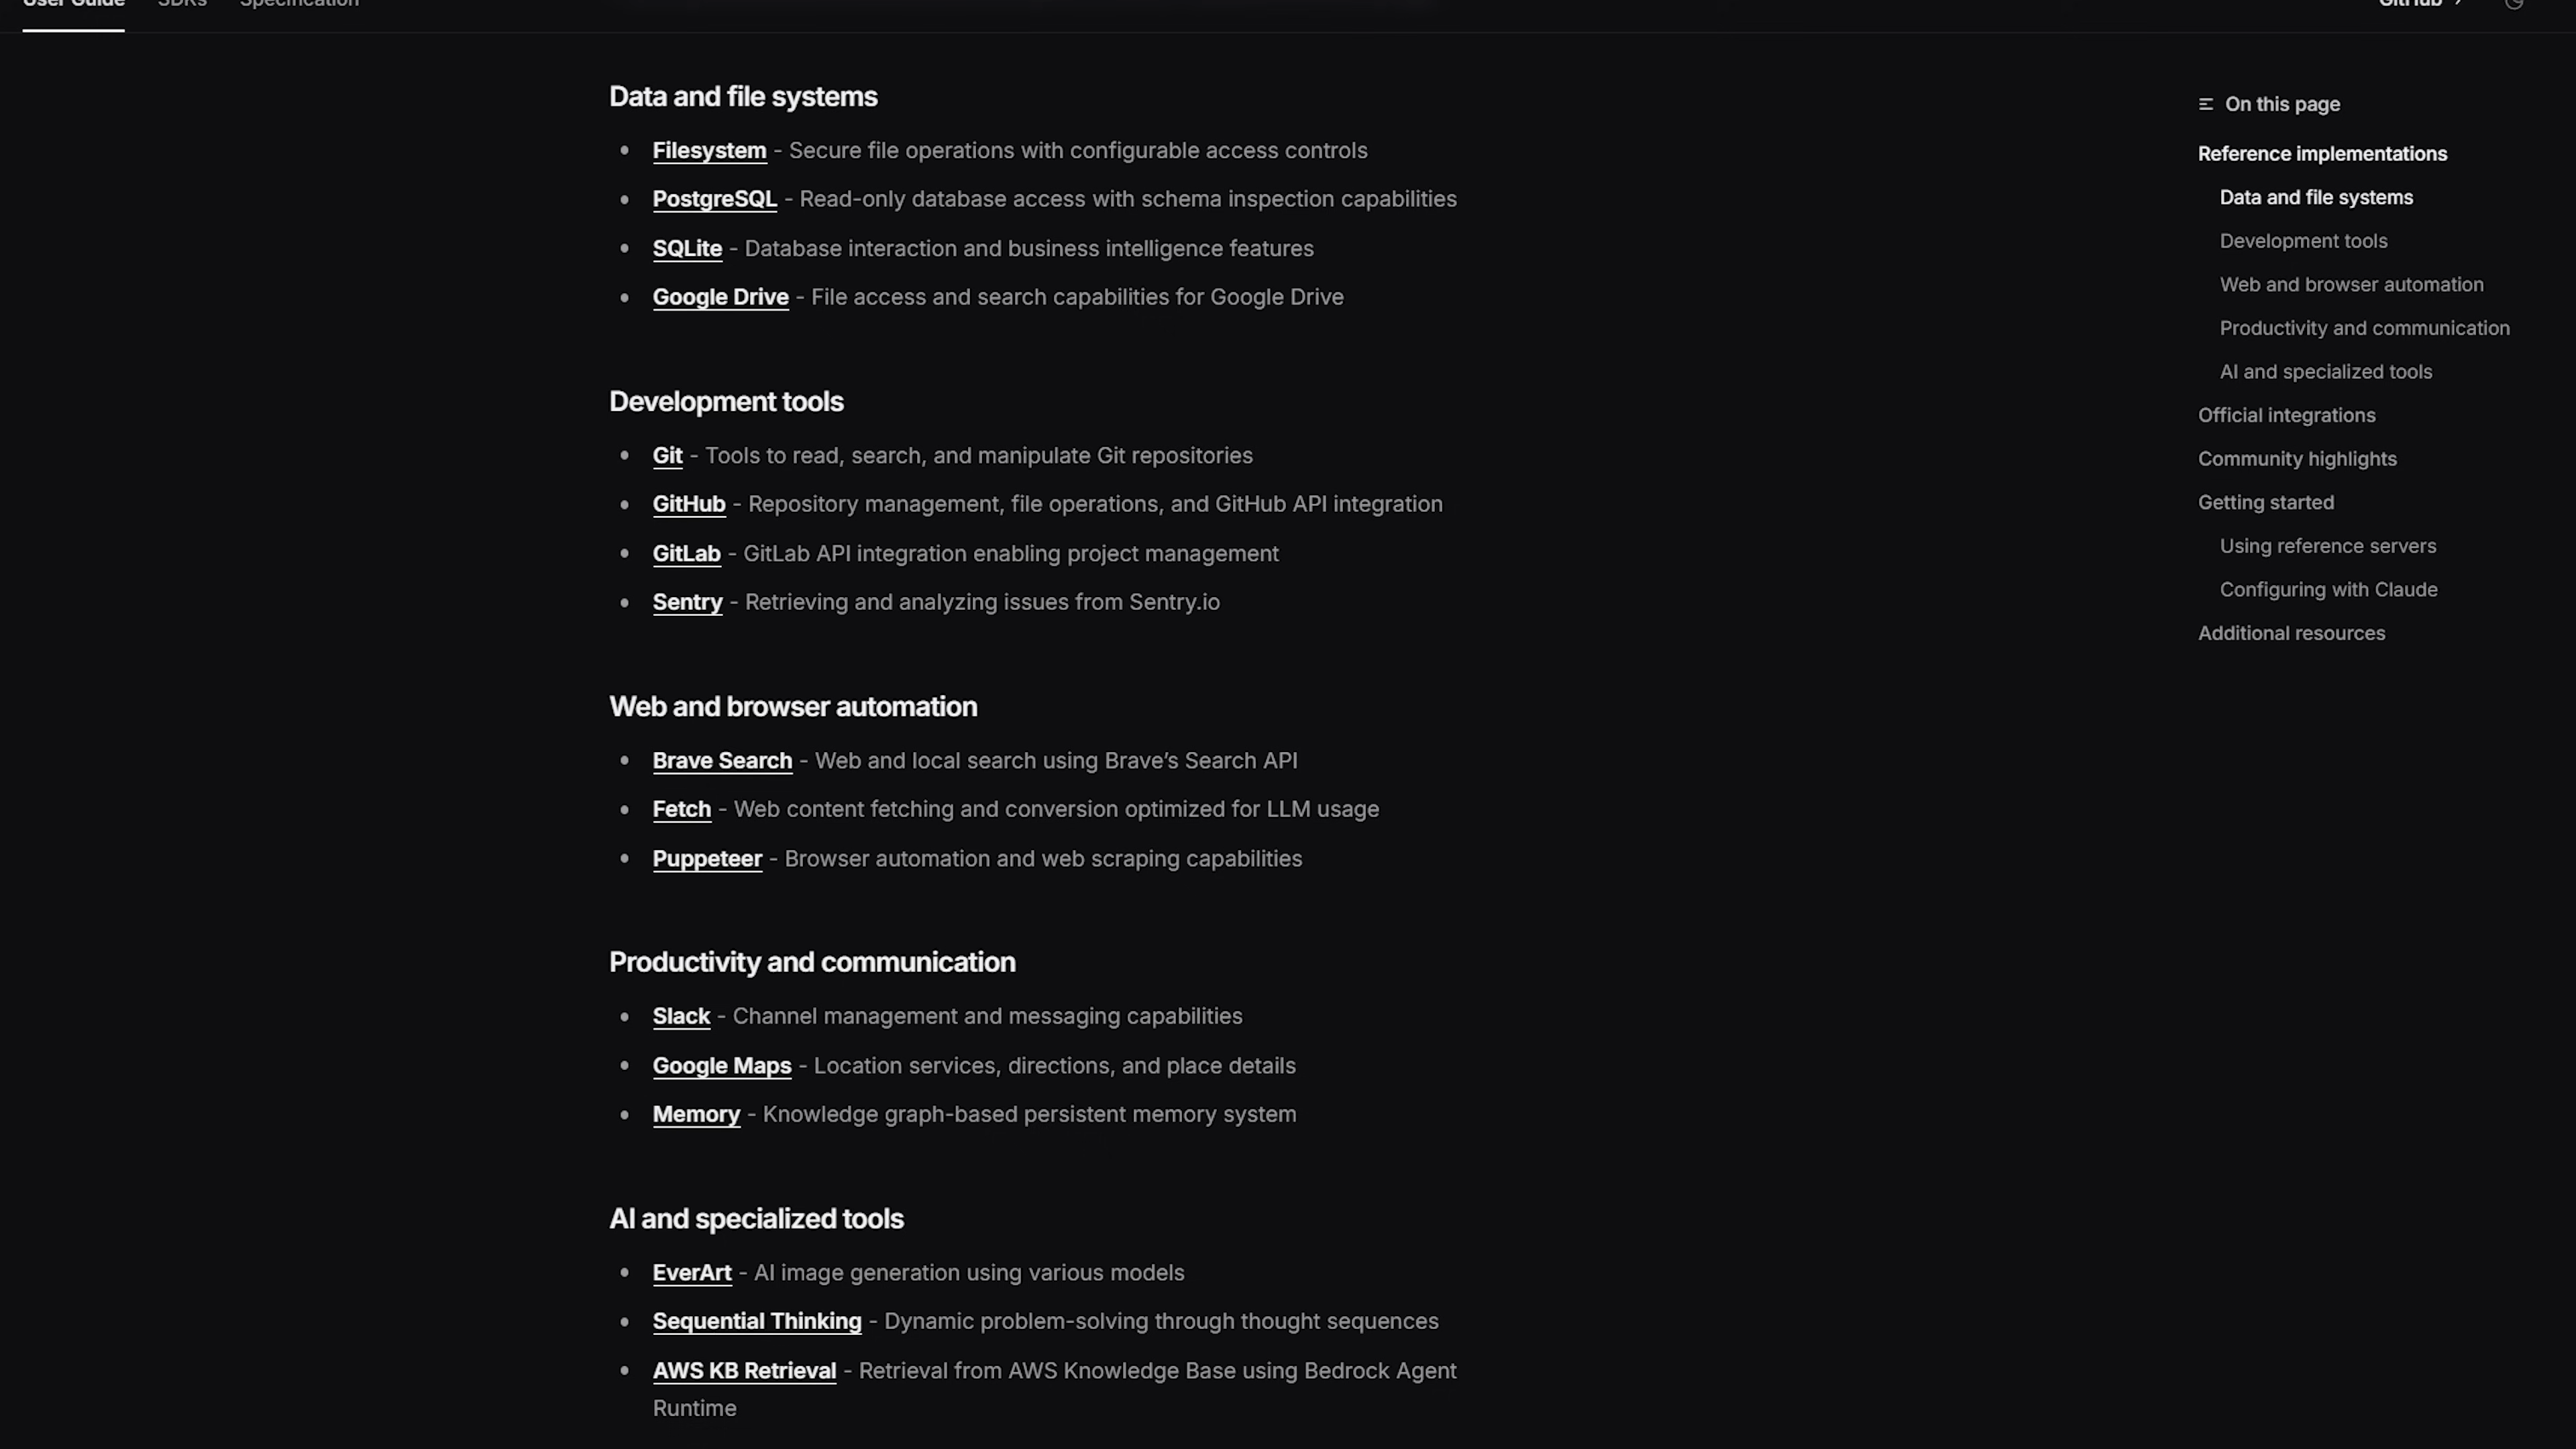 User Guide SDKs Specification GitHub
Data and file systems
• Filesystem - Secure file operations with configurable access controls
• PostgreSQL - Read-only database access with schema inspection capabilities
• SQLite - Database interaction and business intelligence features
• Google Drive - File access and search capabilities for Google Drive
Development tools
• Git - Tools to read, search, and manipulate Git repositories
• GitHub - Repository management, file operations, and GitHub API integration
• GitLab - GitLab API integration enabling project management
• Sentry - Retrieving and analyzing issues from Sentry.io
Web and browser automation
• Brave Search - Web and local search using Brave’s Search API
• Fetch - Web content fetching and conversion optimized for LLM usage
• Puppeteer - Browser automation and web scraping capabilities
Productivity and communication
• Slack - Channel management and messaging capabilities
• Google Maps - Location services, directions, and place details
• Memory - Knowledge graph-based persistent memory system
AI and specialized tools
• EverArt - AI image generation using various models
• Sequential Thinking - Dynamic problem-solving through thought sequences
• AWS KB Retrieval - Retrieval from AWS Knowledge Base using Bedrock Agent
Runtime
On this page
Reference implementations
Data and file systems
Development tools
Web and browser automation
Productivity and communication
AI and specialized tools
Official integrations
Community highlights
Getting started
Using reference servers
Configuring with Claude
Additional resources